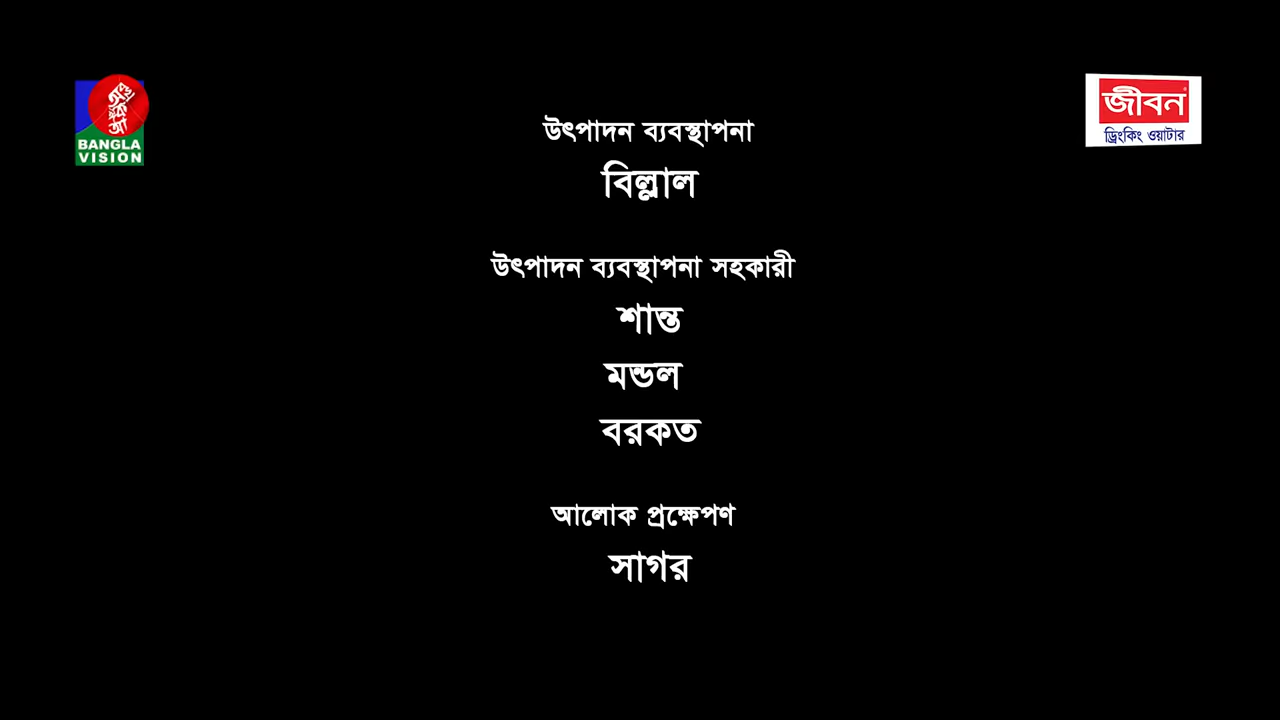 BANGLA
VISION
জীবন
ড্রিংকিং ওয়াটার
উৎপাদন ব্যবস্থাপনা
বিল্লাল
উৎপাদন ব্যবস্থাপনা সহকারী
শান্ত
মন্ডল
বরকত
আলোক প্রক্ষেপণ
সাগর